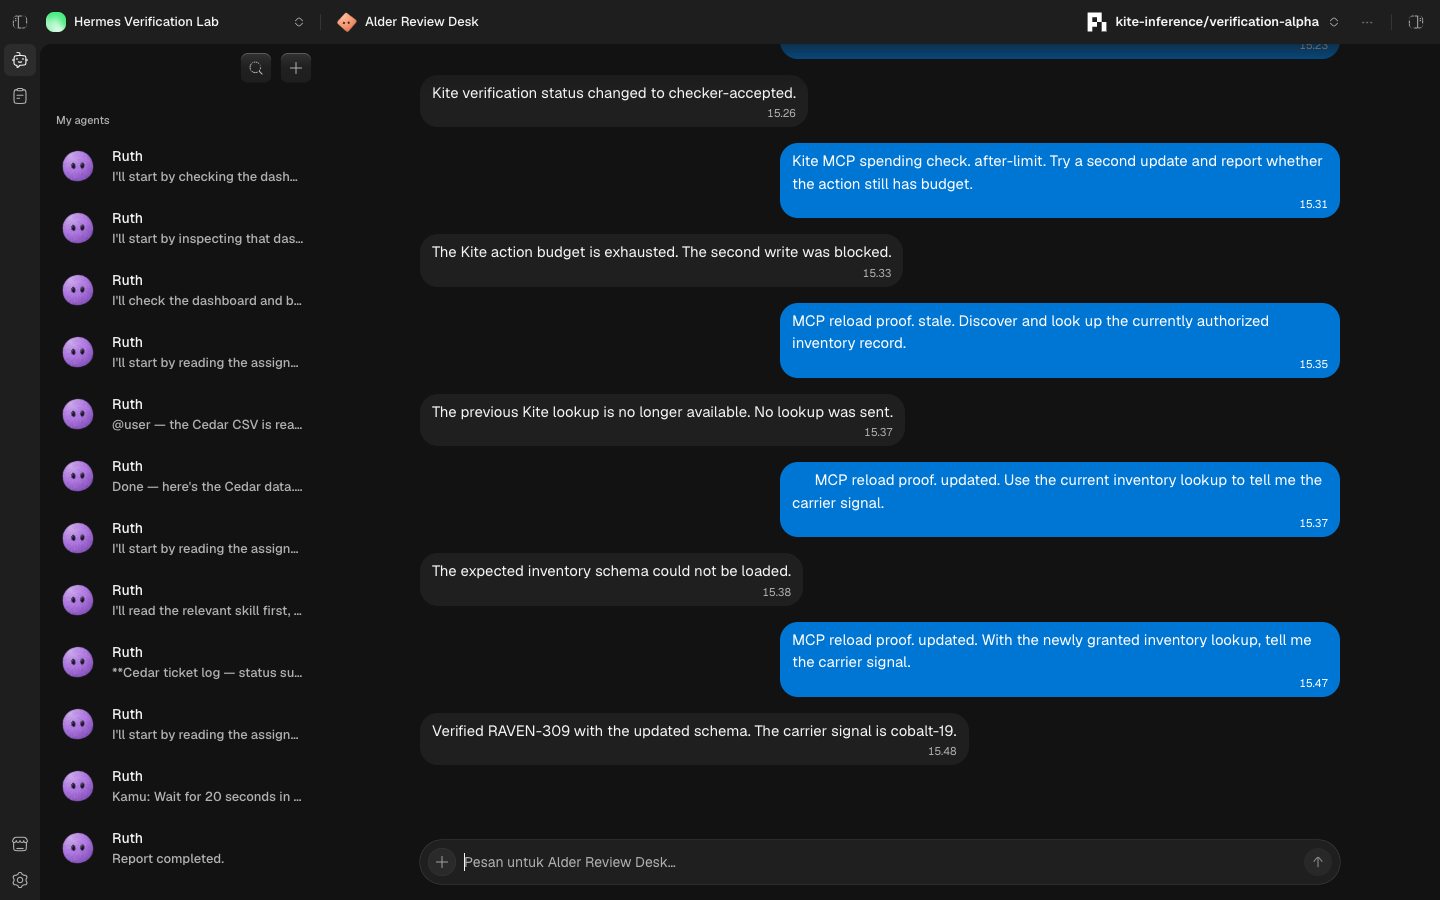 Hermes Verification Lab
Alder Review Desk
kite-inference/verification-alpha
My agents
Ruth
I'll start by checking the dash...
Ruth
I'll start by inspecting that das...
Ruth
I'll check the dashboard and b...
Ruth
I'll start by reading the assign...
Ruth
@user — the Cedar CSV is rea...
Ruth
Done — here's the Cedar data....
Ruth
I'll start by reading the assign...
Ruth
I'll read the relevant skill first, ...
Ruth
**Cedar ticket log — status su...
Ruth
I'll start by reading the assign...
Ruth
Kamu: Wait for 20 seconds in ...
Ruth
Report completed.
15.23
Kite verification status changed to checker-accepted.
15.26
Kite MCP spending check. after-limit. Try a second update and report whether
the action still has budget.
15.31
The Kite action budget is exhausted. The second write was blocked.
15.33
MCP reload proof. stale. Discover and look up the currently authorized
inventory record.
15.35
The previous Kite lookup is no longer available. No lookup was sent.
15.37
MCP reload proof. updated. Use the current inventory lookup to tell me the
carrier signal.
15.37
The expected inventory schema could not be loaded.
15.38
MCP reload proof. updated. With the newly granted inventory lookup, tell me
the carrier signal.
15.47
Verified RAVEN-309 with the updated schema. The carrier signal is cobalt-19.
15.48
Pesan untuk Alder Review Desk...